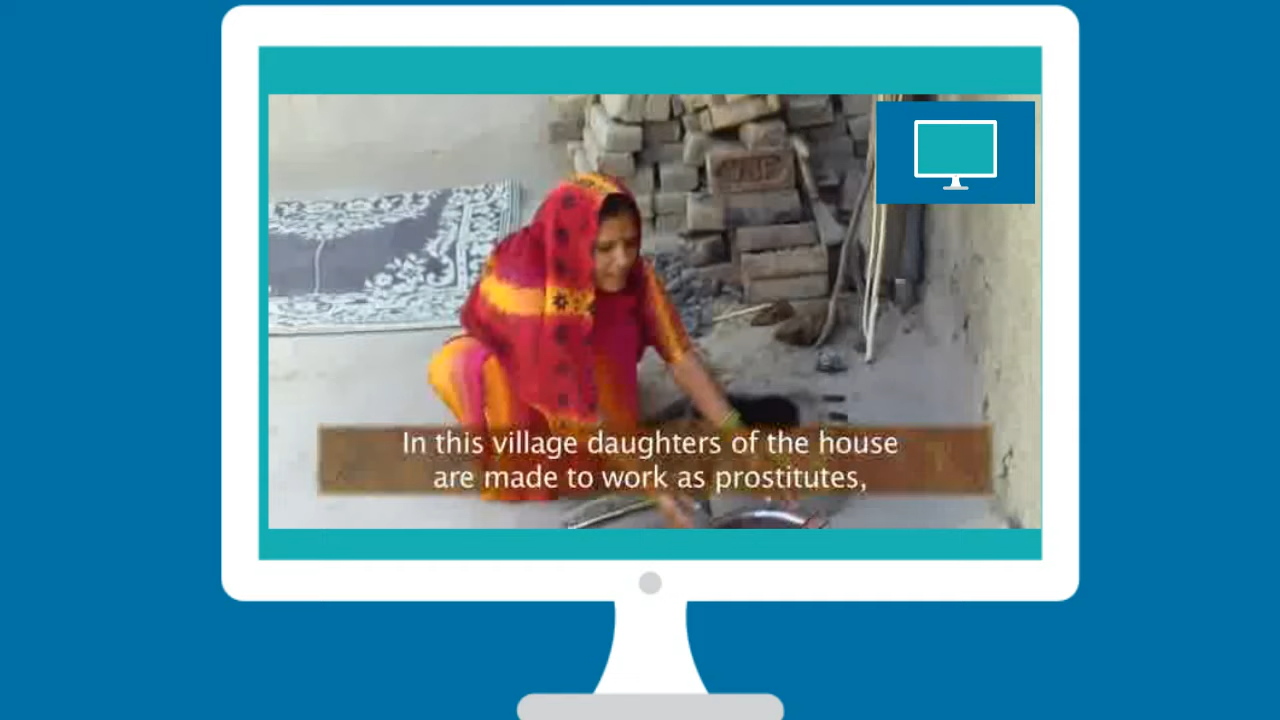 In this village daughters of the house
are made to work as prostitutes,